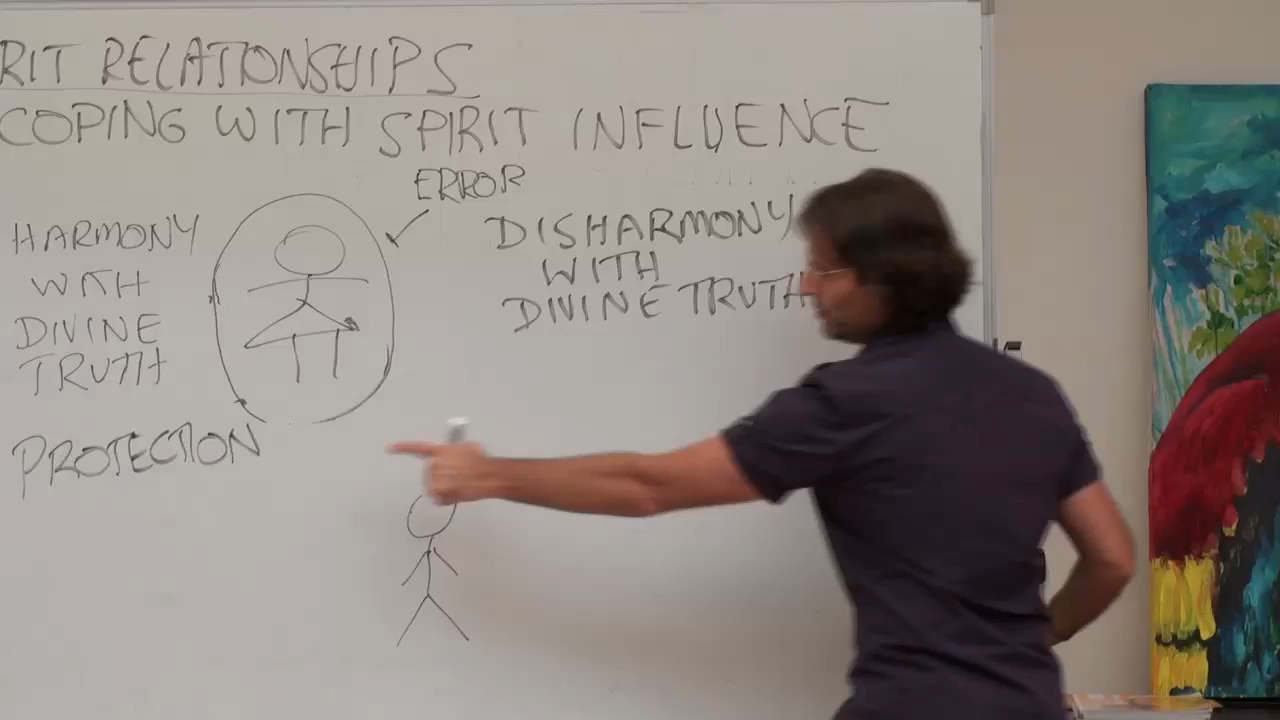 RIT RELATIONSHIPS
COPING WITH SPIRIT INFLUENCE
ERROR
HARMONY
WITH
DIVINE
TRUTH
DISHARMONY
WITH
DIVINE TRUTH
PROTECTION